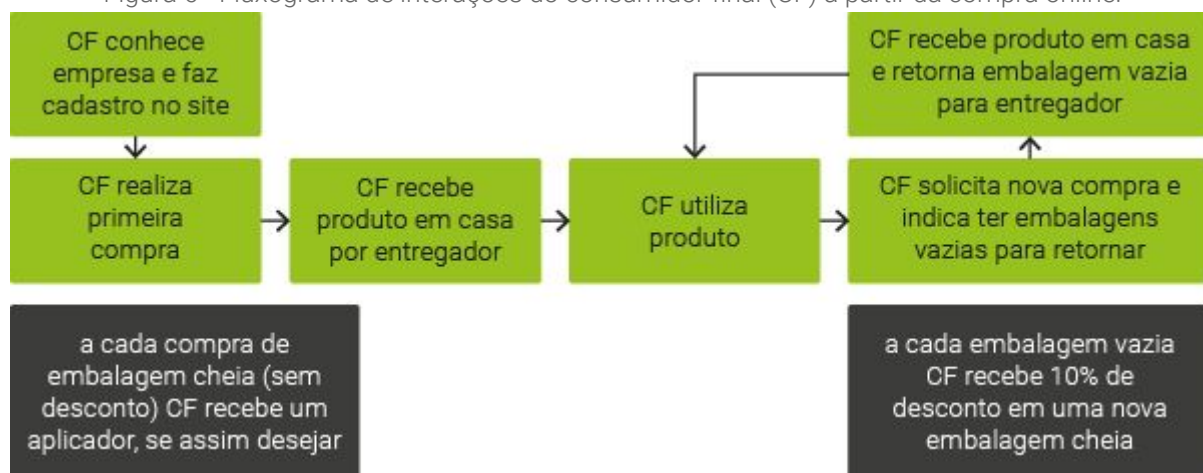 CF conhece
empresa e faz
cadastro no site
CF recebe produto em casa
e retorna embalagem vazia
para entregador
CF realiza
primeira
compra
CF recebe
produto em casa
por entregador
CF utiliza
produto
CF solicita nova compra e
indica ter embalagens
vazias para retornar
a cada compra de
embalagem cheia (sem
desconto) CF recebe um
aplicador, se assim desejar
a cada embalagem vazia
CF recebe 10% de
desconto em uma nova
embalagem cheia